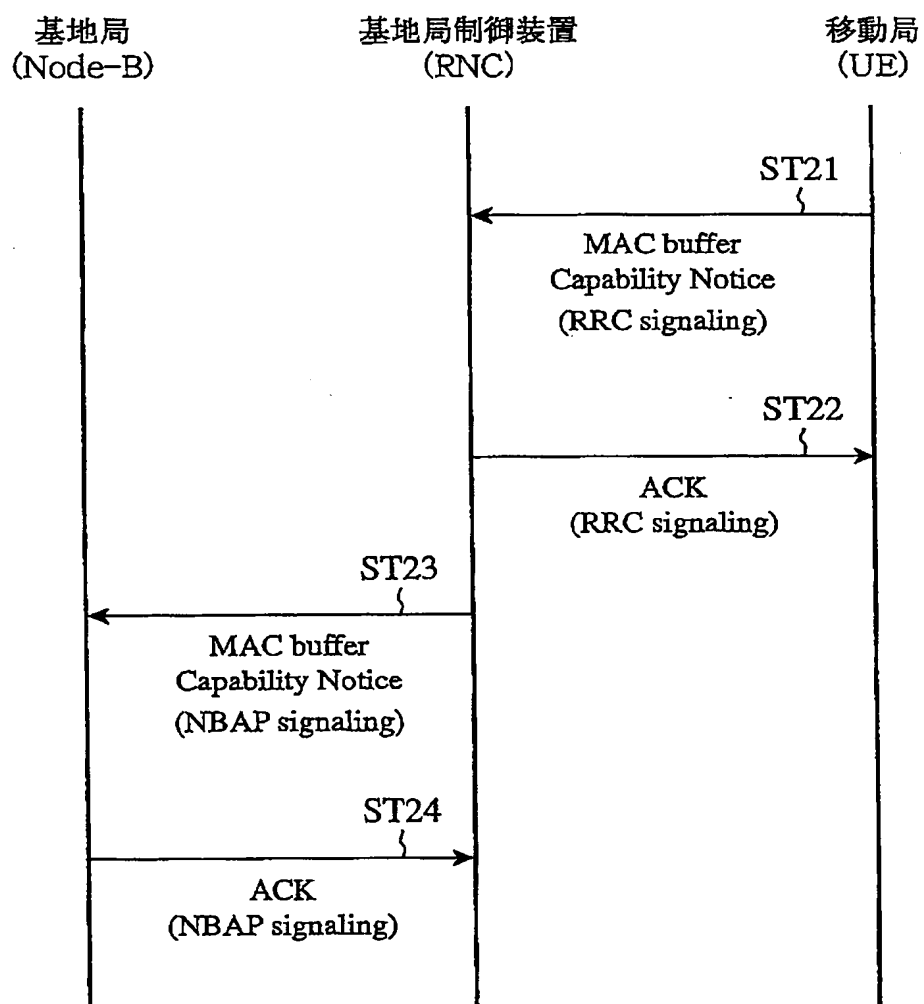 基地局
(Node-B)
基地局制御装置
(RNC)
移動局
(UE)
ST21
MAC buffer
Capability Notice
(RRC signaling)
ST22
ACK
(RRC signaling)
ST23
MAC buffer
Capability Notice
(NBAP signaling)
ST24
ACK
(NBAP signaling)